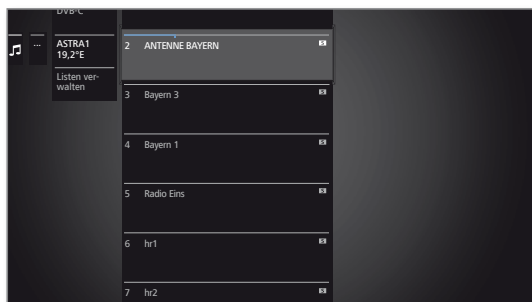 DVB-C
...
ASTRA1
19,2°E
Listen ver-
walten
2 ANTENNE BAYERN S
3 Bayern 3 S
4 Bayern 1 S
5 Radio Eins S
6 hr1 S
7 hr2 S